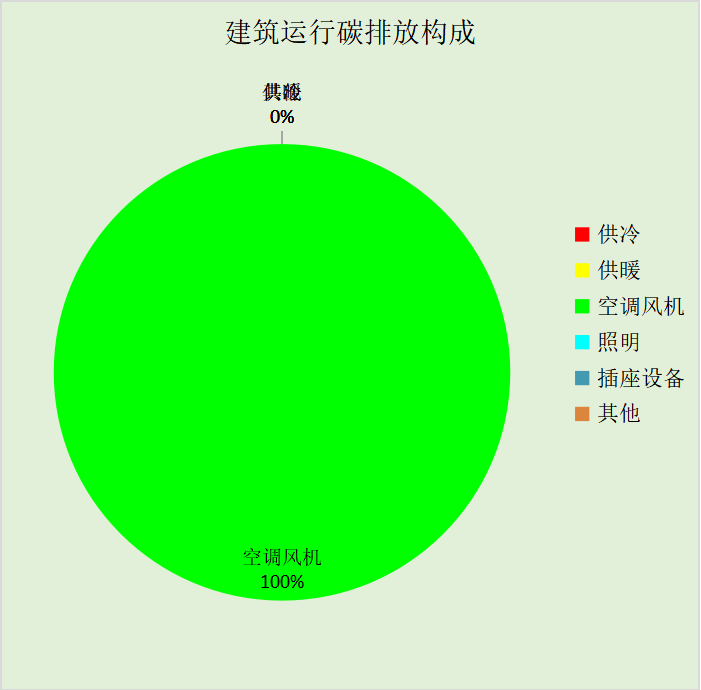 建筑运行碳排放构成
0%
供冷
供暖
空调风机
照明
插座设备
其他
空调风机
100%